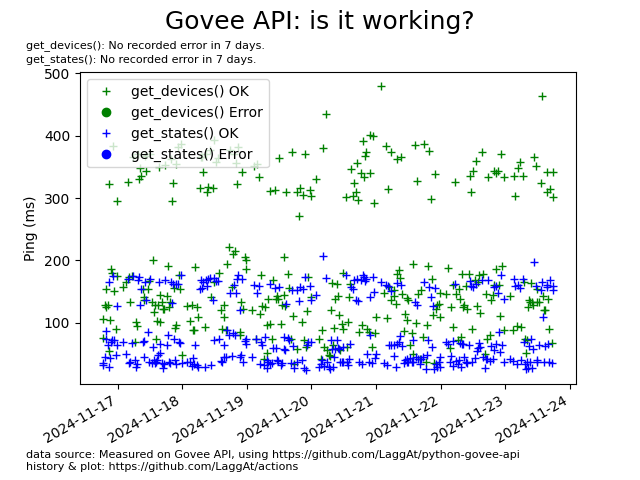 Govee API: is it working?
get_devices(): No recorded error in 7 days.
get_states(): No recorded error in 7 days.
500
400
300
200
100
Ping (ms)
get_devices() OK
get_devices() Error
get_states() OK
get_states() Error
2024-11-17
2024-11-18
2024-11-19
2024-11-20
2024-11-21
2024-11-22
2024-11-23
2024-11-24
data source: Measured on Govee API, using https://github.com/LaggAt/python-govee-api
history & plot: https://github.com/LaggAt/actions